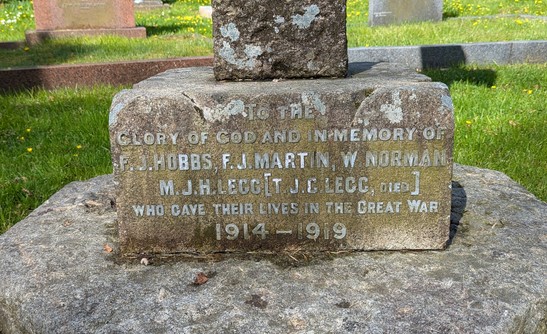 TO THE
GLORY OF GOD AND IN MEMORY OF
F.J.HOBBS, F.J.MARTIN, W NORMAN
M.J.H.LEGG[T.J.C.LEGG, DIED]
WHO GAVE THEIR LIVES IN THE GREAT WAR
1914-1919